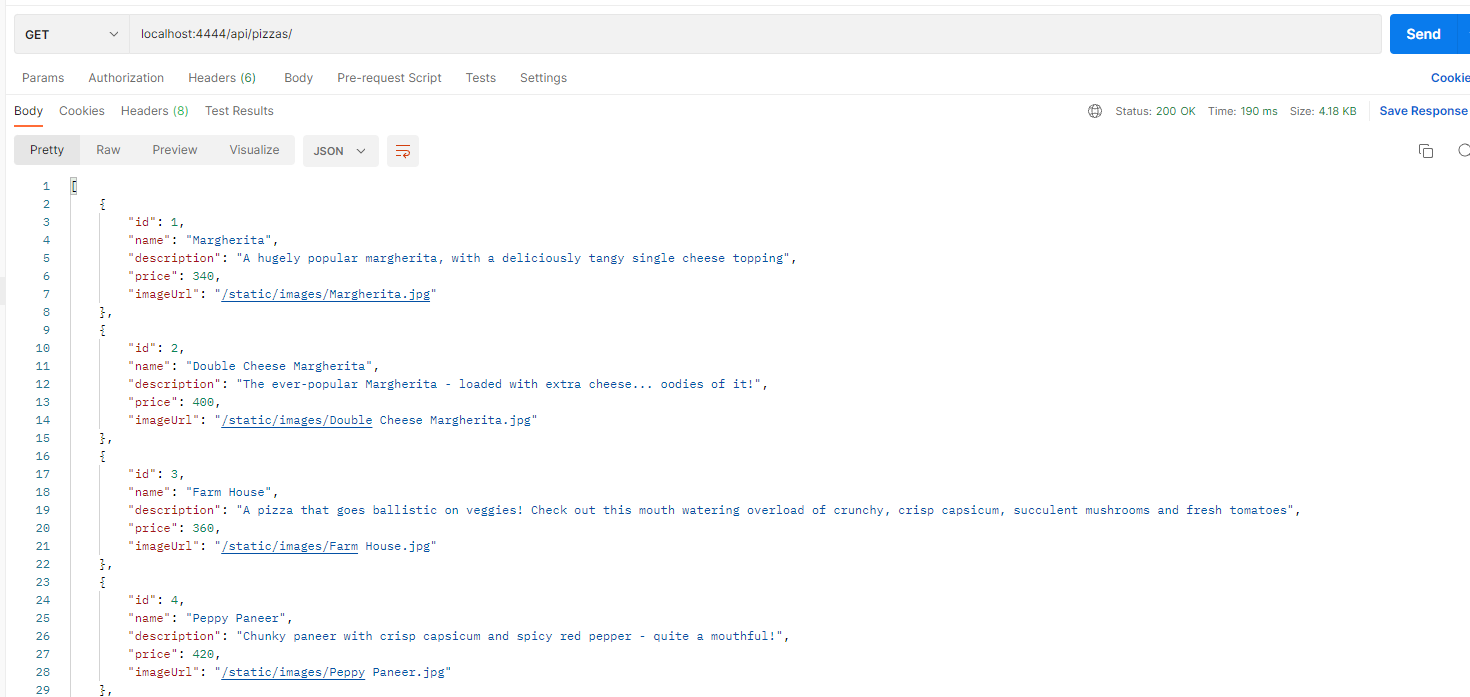 GET localhost:4444/api/pizzas/ Send
Params Authorization Headers (6) Body Pre-request Script Tests Settings Cookie
Body Cookies Headers (8) Test Results Status: 200 OK Time: 190 ms Size: 4.18 KB Save Response
Pretty Raw Preview Visualize JSON
1 [
2 {
3 "id": 1,
4 "name": "Margherita",
5 "description": "A hugely popular margherita, with a deliciously tangy single cheese topping",
6 "price": 340,
7 "imageUrl": "/static/images/Margherita.jpg"
8 },
9 {
10 "id": 2,
11 "name": "Double Cheese Margherita",
12 "description": "The ever-popular Margherita - loaded with extra cheese... oodies of it!",
13 "price": 400,
14 "imageUrl": "/static/images/Double Cheese Margherita.jpg"
15 },
16 {
17 "id": 3,
18 "name": "Farm House",
19 "description": "A pizza that goes ballistic on veggies! Check out this mouth watering overload of crunchy, crisp capsicum, succulent mushrooms and fresh tomatoes",
20 "price": 360,
21 "imageUrl": "/static/images/Farm House.jpg"
22 },
23 {
24 "id": 4,
25 "name": "Peppy Paneer",
26 "description": "Chunky paneer with crisp capsicum and spicy red pepper - quite a mouthful!",
27 "price": 420,
28 "imageUrl": "/static/images/Peppy Paneer.jpg"
29 },